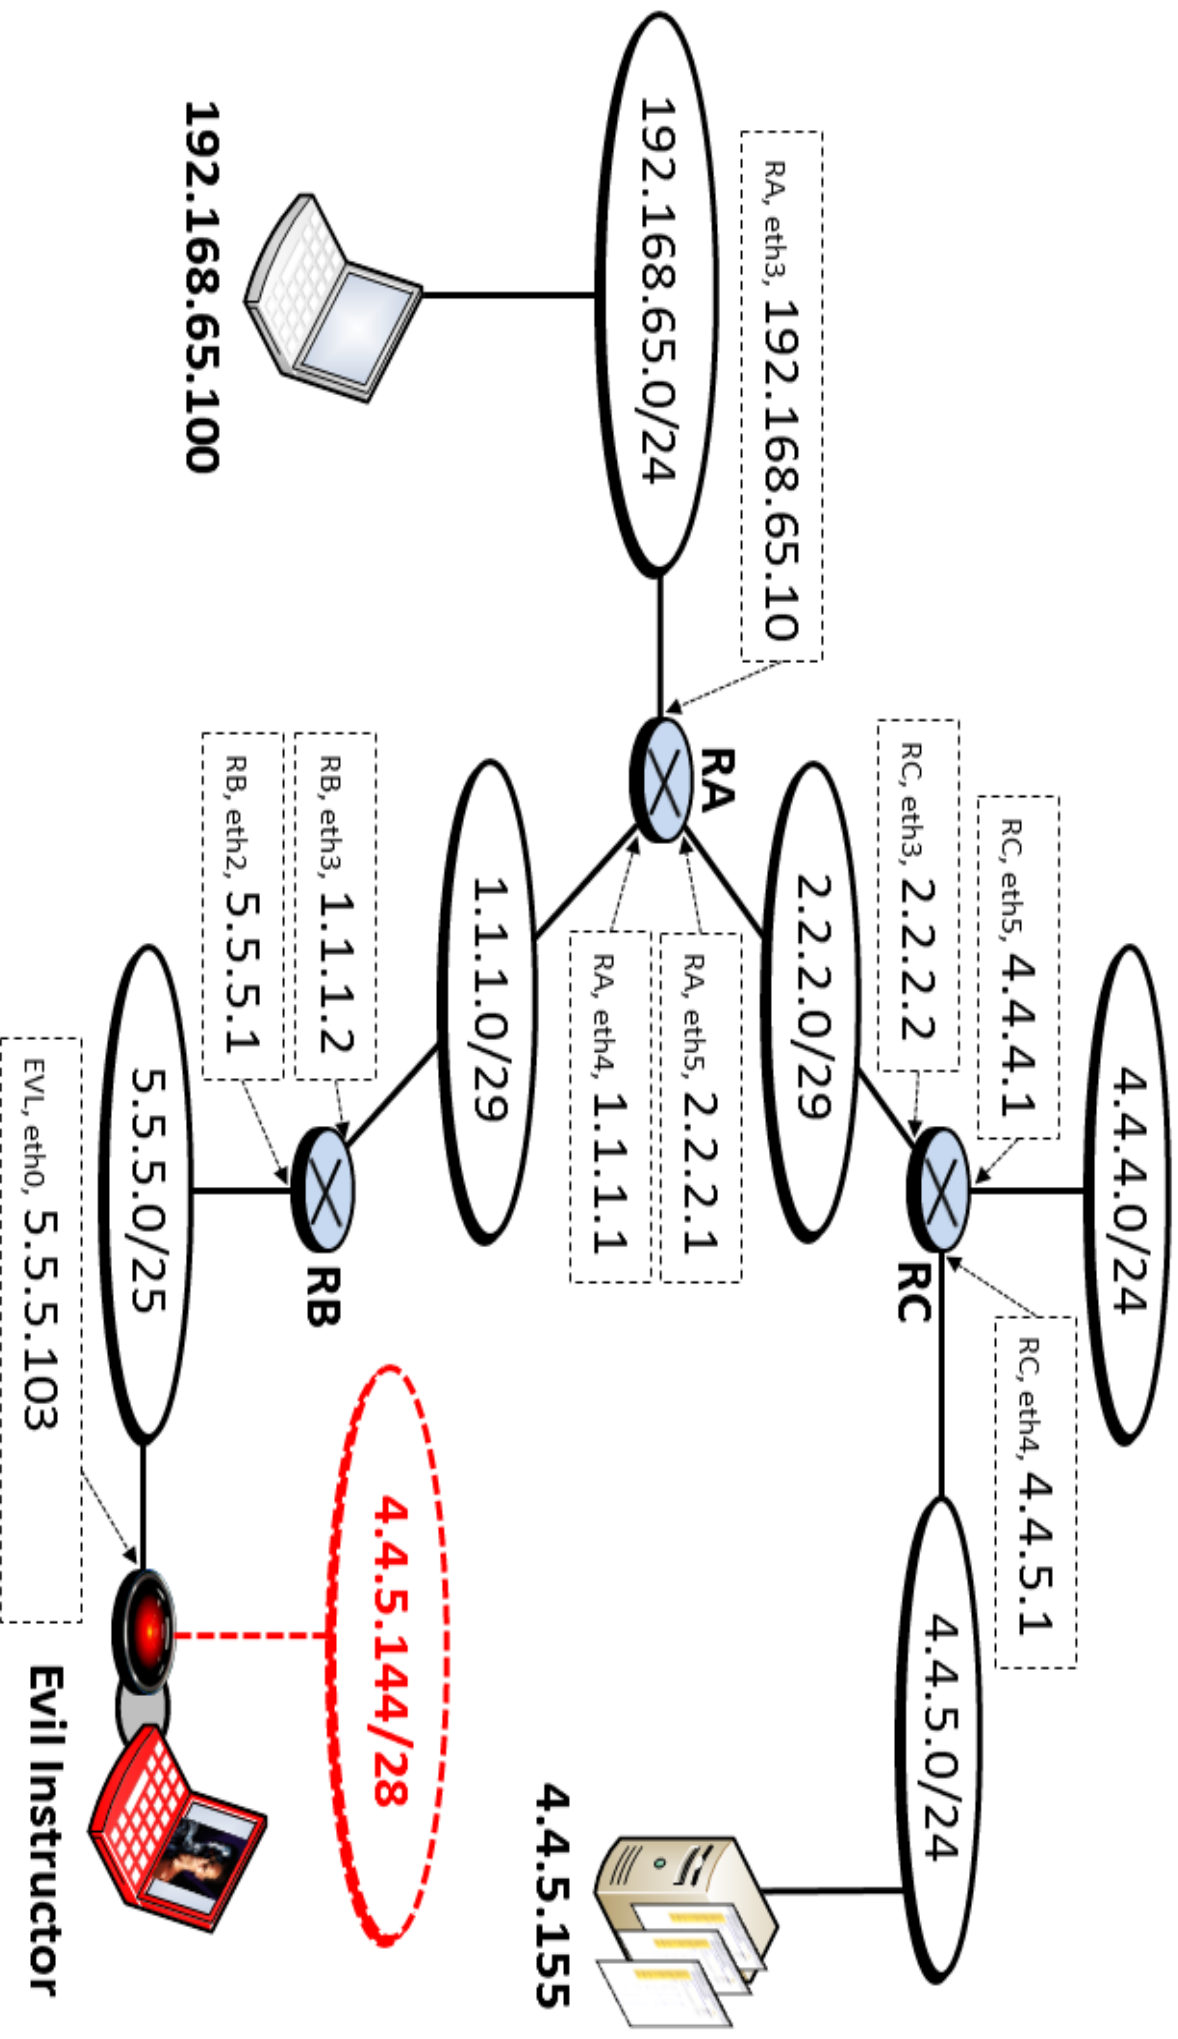 4.4.4.0/24
RC, eth5, 4.4.4.1
RC, eth4, 4.4.5.1
RC, eth3, 2.2.2.2
RC
4.4.5.0/24
RA, eth3, 192.168.65.10
2.2.2.0/29
RA
RA, eth5, 2.2.2.1
192.168.65.0/24
RA, eth4, 1.1.1.1
4.4.5.155
1.1.1.0/29
4.4.5.144/28
RB, eth3, 1.1.1.2
RB
RB, eth2, 5.5.5.1
192.168.65.100
5.5.5.0/25
EVL, eth0, 5.5.5.103
Evil Instructor